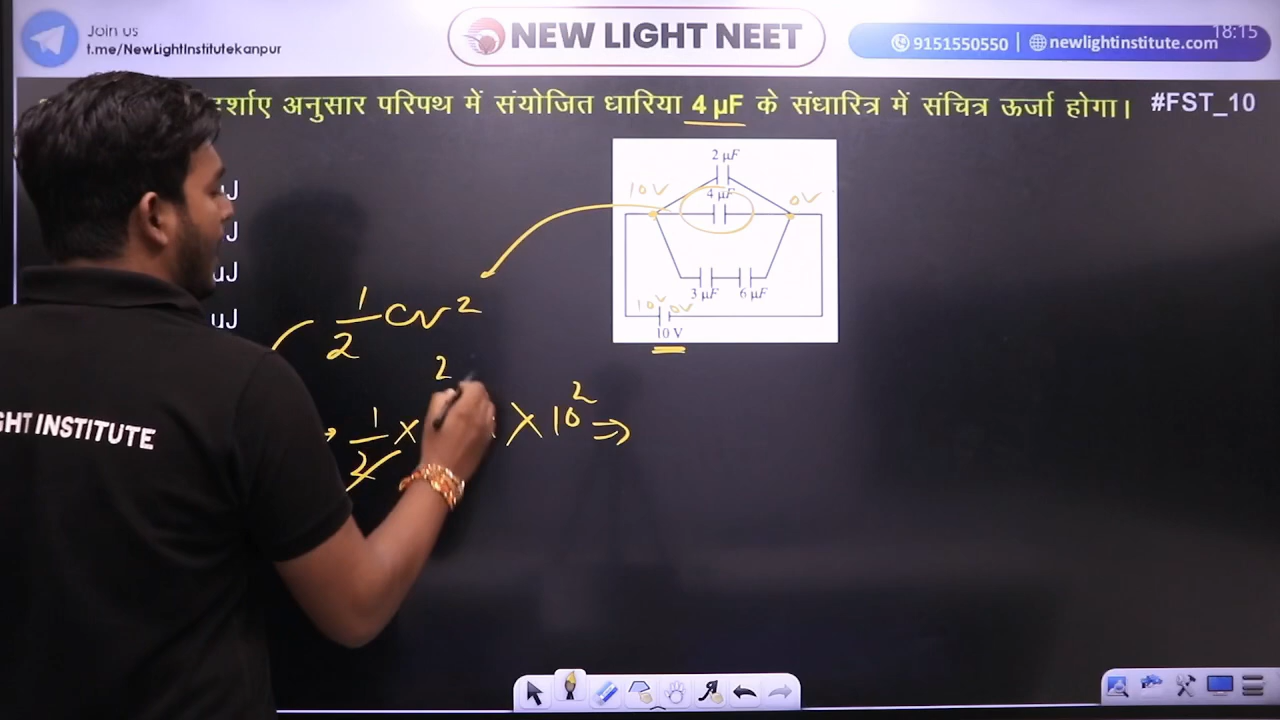 Join us
t.me/NewLightInstitutekanpur
NEW LIGHT NEET
9151550550 | newlightinstitute.com
18:15
दर्शाए अनुसार परिपथ में संयोजित धारिया 4 μF के संधारित्र में संचित ऊर्जा होगा। #FST_10
2 μF
10V
4 μF
0V
3 μF
6 μF
10V
0V
10 V
1/2 CV²
2
1/2 ×
× 10² ⇒
J
J
μJ
μJ
GHT INSTITUTE